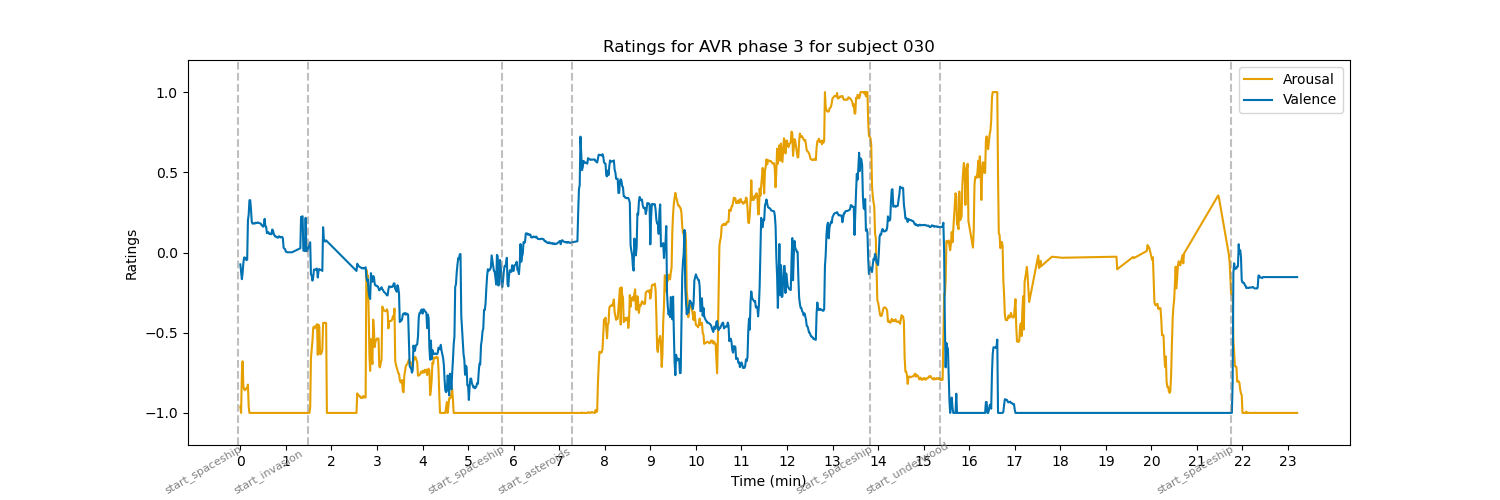 Ratings for AVR phase 3 for subject 030
Arousal
Valence
Ratings
1.0
0.5
0.0
−0.5
−1.0
0 1 2 3 4 5 6 7 8 9 10 11 12 13 14 15 16 17 18 19 20 21 22 23
start_spaceship
start_invasion
start_spaceship
start_asteroids
start_spaceship
start_underwood
start_spaceship
Time (min)